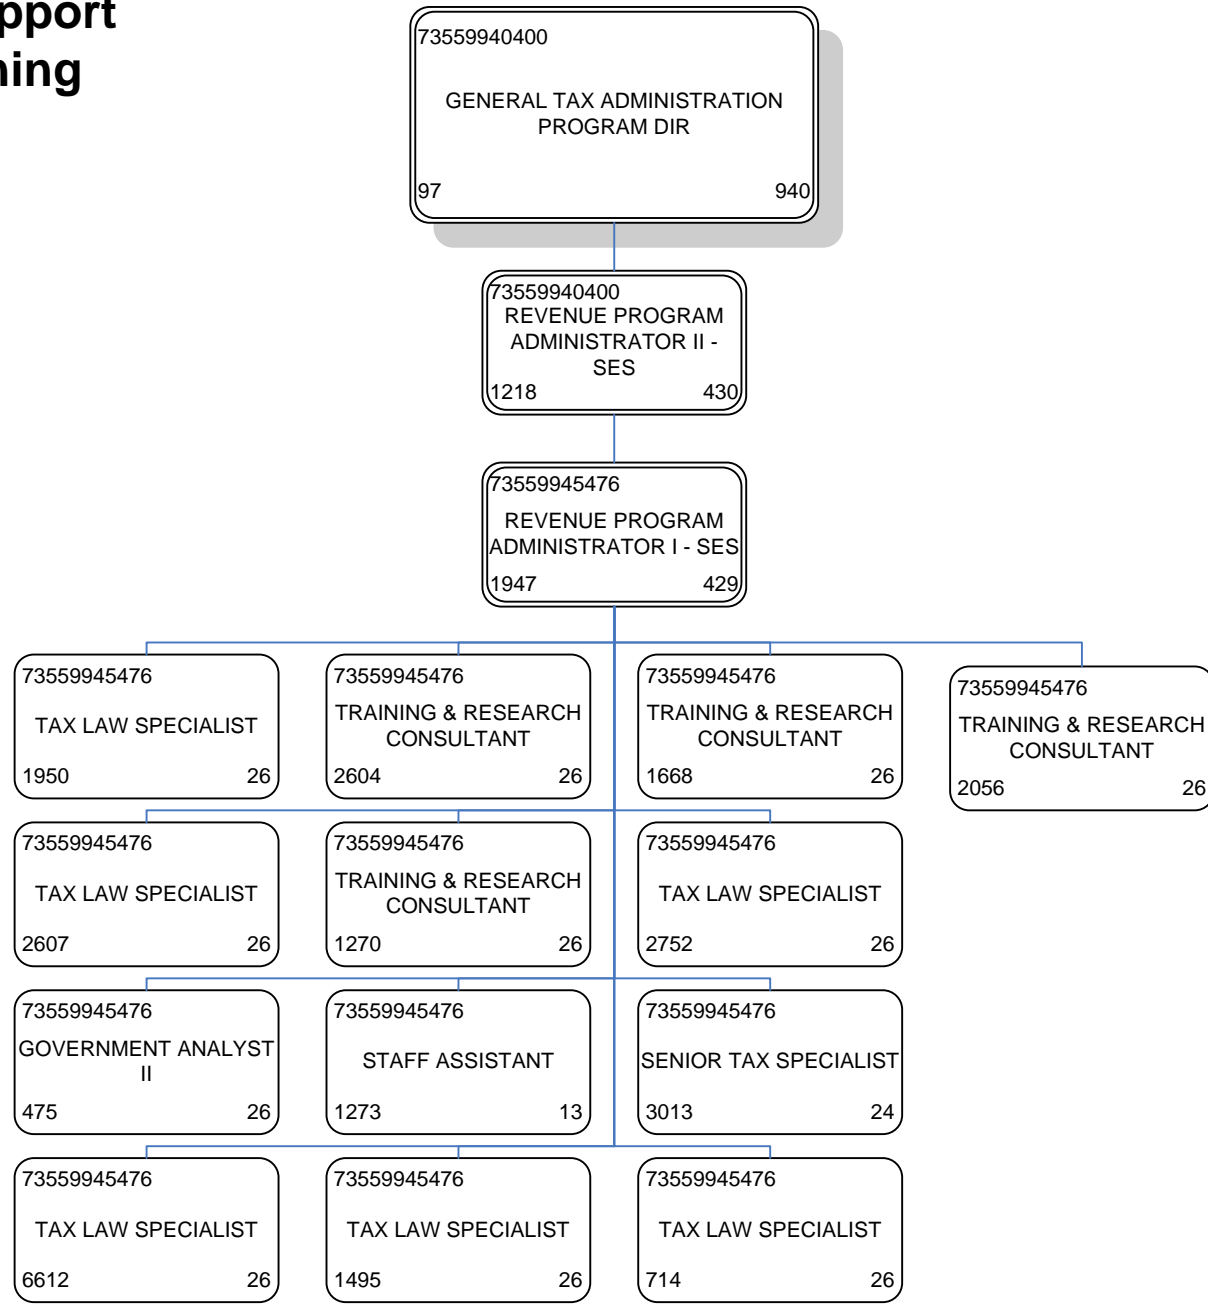 73559940400
GENERAL TAX ADMINISTRATION
PROGRAM DIR
97 940
73559940400
REVENUE PROGRAM
ADMINISTRATOR II -
SES
1218 430
73559945476
REVENUE PROGRAM
ADMINISTRATOR I - SES
1947 429
73559945476
TAX LAW SPECIALIST
1950 26
73559945476
TRAINING & RESEARCH
CONSULTANT
2604 26
73559945476
TRAINING & RESEARCH
CONSULTANT
1668 26
73559945476
TRAINING & RESEARCH
CONSULTANT
2056 26
73559945476
TAX LAW SPECIALIST
2607 26
73559945476
TRAINING & RESEARCH
CONSULTANT
1270 26
73559945476
TAX LAW SPECIALIST
2752 26
73559945476
GOVERNMENT ANALYST
II
475 26
73559945476
STAFF ASSISTANT
1273 13
73559945476
SENIOR TAX SPECIALIST
3013 24
73559945476
TAX LAW SPECIALIST
6612 26
73559945476
TAX LAW SPECIALIST
1495 26
73559945476
TAX LAW SPECIALIST
714 26